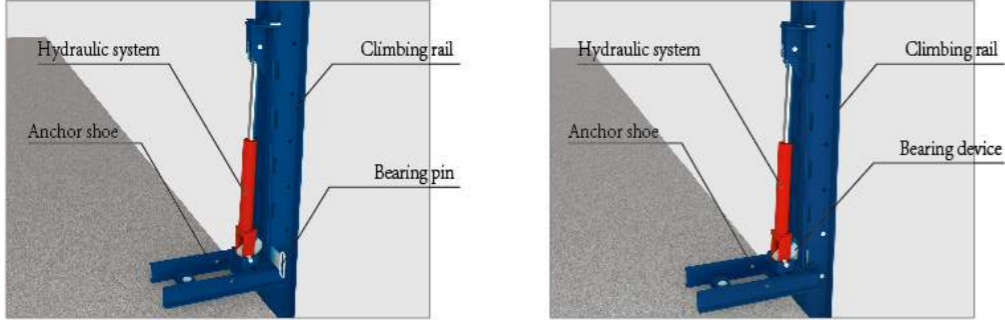 Hydraulic system
Climbing rail
Anchor shoe
Bearing pin
Hydraulic system
Climbing rail
Anchor shoe
Bearing device